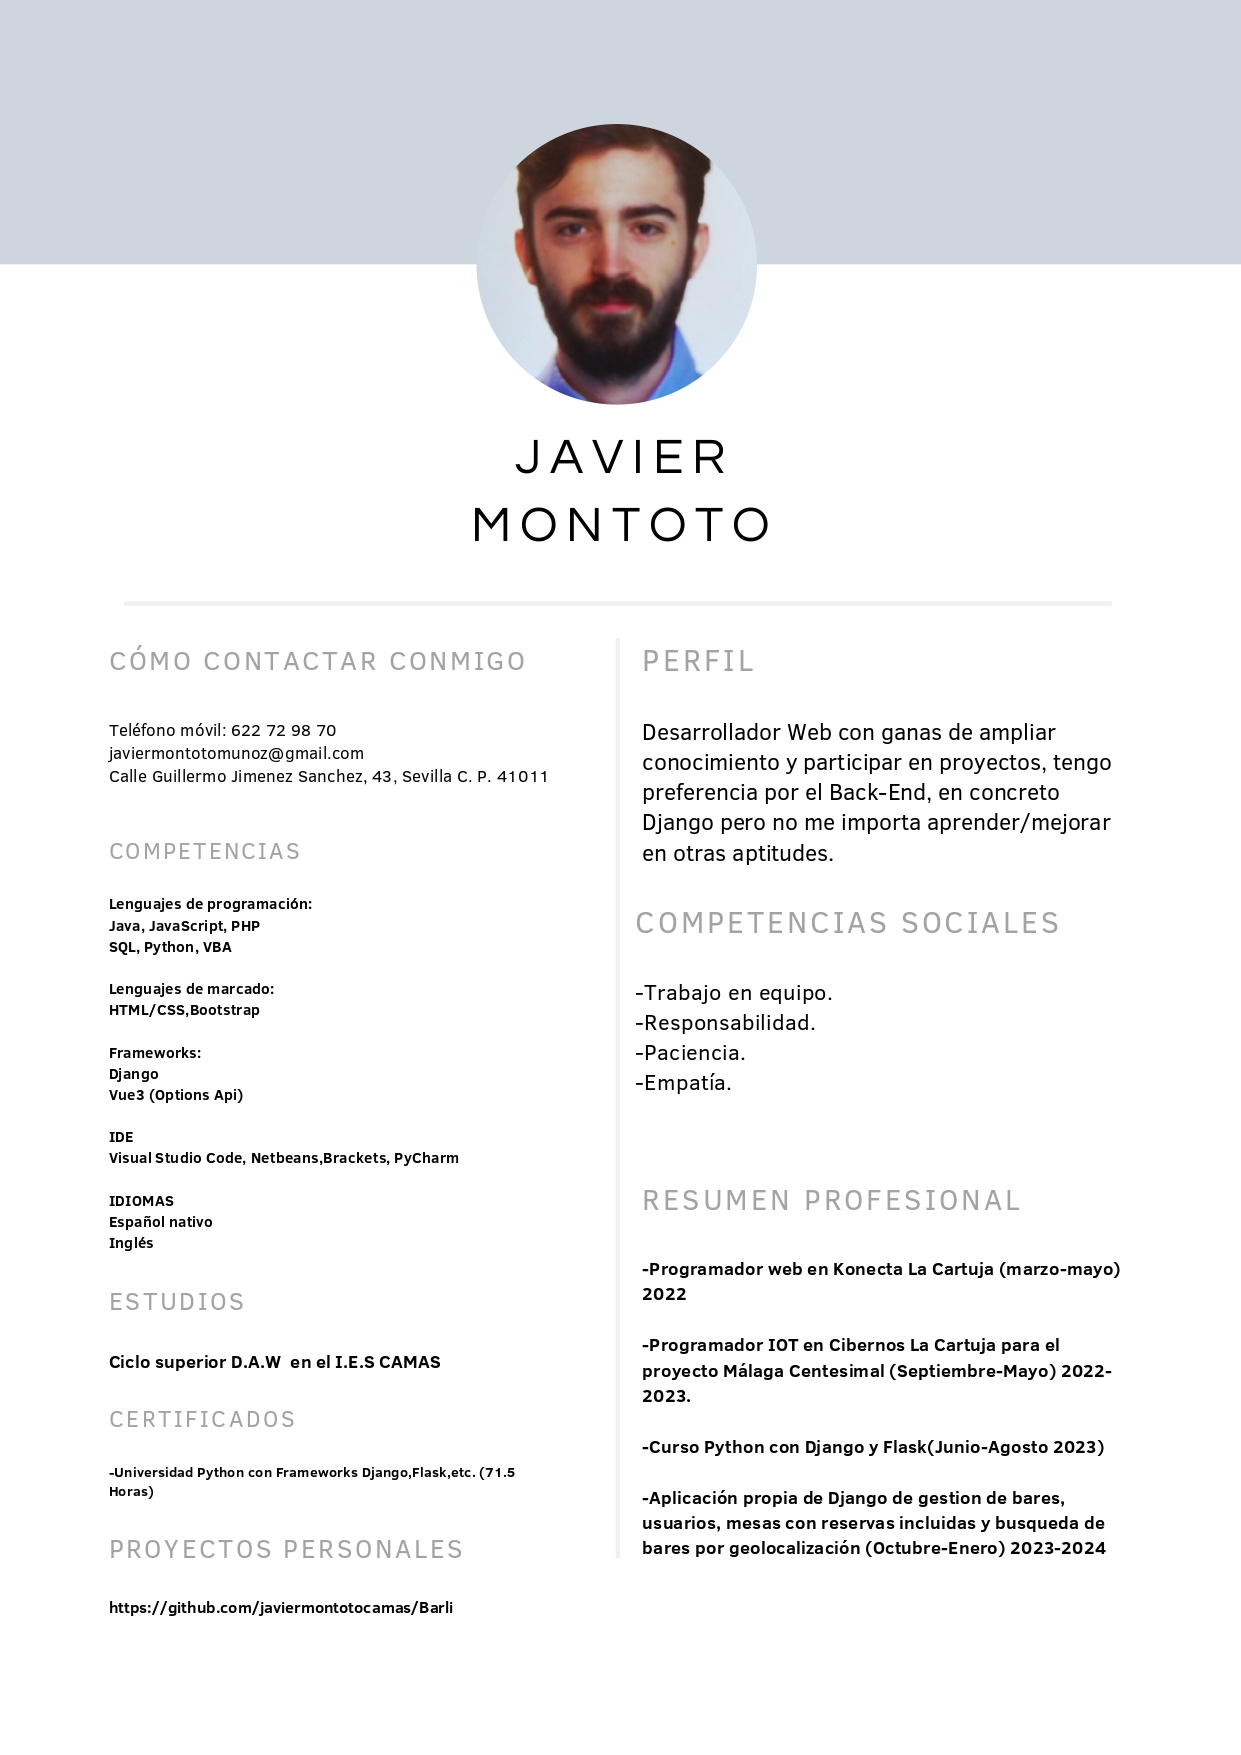 JAVIER
MONTOTO
CÓMO CONTACTAR CONMIGO
Teléfono móvil: 622 72 98 70
javiermontotomunoz@gmail.com
Calle Guillermo Jimenez Sanchez, 43, Sevilla C. P. 41011
COMPETENCIAS
Lenguajes de programación:
Java, JavaScript, PHP
SQL, Python, VBA
Lenguajes de marcado:
HTML/CSS,Bootstrap
Frameworks:
Django
Vue3 (Options Api)
IDE
Visual Studio Code, Netbeans,Brackets, PyCharm
IDIOMAS
Español nativo
Inglés
ESTUDIOS
Ciclo superior D.A.W  en el I.E.S CAMAS
CERTIFICADOS
-Universidad Python con Frameworks Django,Flask,etc. (71.5
Horas)
PROYECTOS PERSONALES
https://github.com/javiermontotocamas/Barli
PERFIL
Desarrollador Web con ganas de ampliar
conocimiento y participar en proyectos, tengo
preferencia por el Back-End, en concreto
Django pero no me importa aprender/mejorar
en otras aptitudes.
COMPETENCIAS SOCIALES
-Trabajo en equipo.
-Responsabilidad.
-Paciencia.
-Empatía.
RESUMEN PROFESIONAL
-Programador web en Konecta La Cartuja (marzo-mayo)
2022
-Programador IOT en Cibernos La Cartuja para el
proyecto Málaga Centesimal (Septiembre-Mayo) 2022-
2023.
-Curso Python con Django y Flask(Junio-Agosto 2023)
-Aplicación propia de Django de gestion de bares,
usuarios, mesas con reservas incluidas y busqueda de
bares por geolocalización (Octubre-Enero) 2023-2024